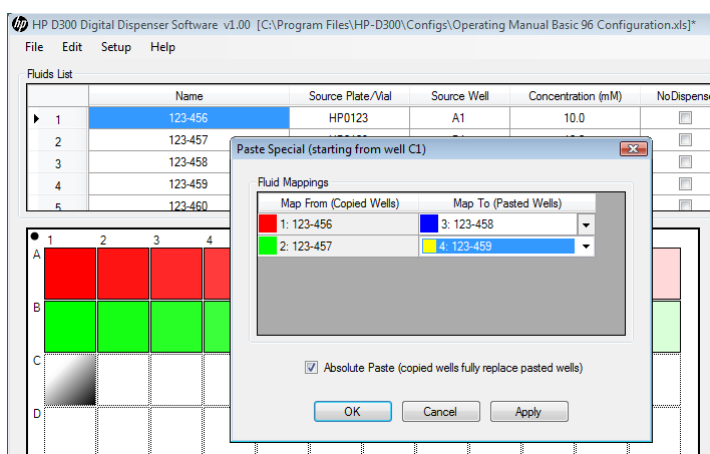 hp HP D300 Digital Dispenser Software v1.00 [C:\Program Files\HP-D300\Configs\Operating Manual Basic 96 Configuration.xls]*
File Edit Setup Help
Fluids List
Name Source Plate/Vial Source Well Concentration (mM) NoDispense
1 123-456 HP0123 A1 10.0
2 123-457
3 123-458
4 123-459
5 123-460
Paste Special (starting from well C1)
Fluid Mappings
Map From (Copied Wells) Map To (Pasted Wells)
1: 123-456 3: 123-458
2: 123-457 4: 123-459
Absolute Paste (copied wells fully replace pasted wells)
OK Cancel Apply
1 2 3 4
A
B
C
D